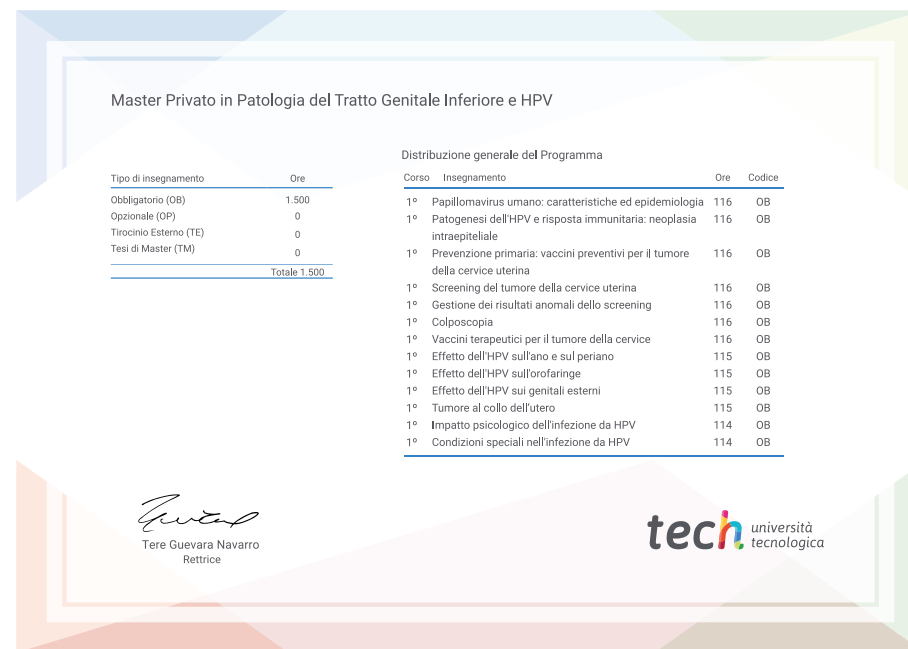 Master Privato in Patologia del Tratto Genitale Inferiore e HPV
Tipo di insegnamento Ore
Obbligatorio (OB) 1.500
Opzionale (OP) 0
Tirocinio Esterno (TE) 0
Tesi di Master (TM) 0
Totale 1.500
Distribuzione generale del Programma
Corso Insegnamento Ore Codice
1º Papillomavirus umano: caratteristiche ed epidemiologia 116 OB
1º Patogenesi dell'HPV e risposta immunitaria: neoplasia 116 OB
intraepiteliale
1º Prevenzione primaria: vaccini preventivi per il tumore 116 OB
della cervice uterina
1º Screening del tumore della cervice uterina 116 OB
1º Gestione dei risultati anomali dello screening 116 OB
1º Colposcopia 116 OB
1º Vaccini terapeutici per il tumore della cervice 116 OB
1º Effetto dell'HPV sull'ano e sul periano 115 OB
1º Effetto dell'HPV sull'orofaringe 115 OB
1º Effetto dell'HPV sui genitali esterni 115 OB
1º Tumore al collo dell'utero 115 OB
1º Impatto psicologico dell'infezione da HPV 114 OB
1º Condizioni speciali nell'infezione da HPV 114 OB
Tere Guevara Navarro
Rettrice
tech università
tecnologica